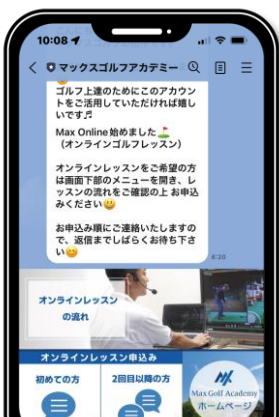 10:08
マックスゴルフアカデミー
ゴルフ上達のためにこのアカウン
トをご活用していただければ嬉し
いです♬
Max Online 始めました⛳
（オンラインゴルフレッスン）
オンラインレッスンをご希望の方
は画面下部のメニューを開き、レ
ッスンの流れをご確認の上 お申込
みください😃
お申込み順にご連絡いたしますの
で、返信までしばらくお待ち下さ
い😊
8:20
オンラインレッスン
の流れ
オンラインレッスン申込み
初めての方
2回目以降の方
Max Golf Academy
ホームページ